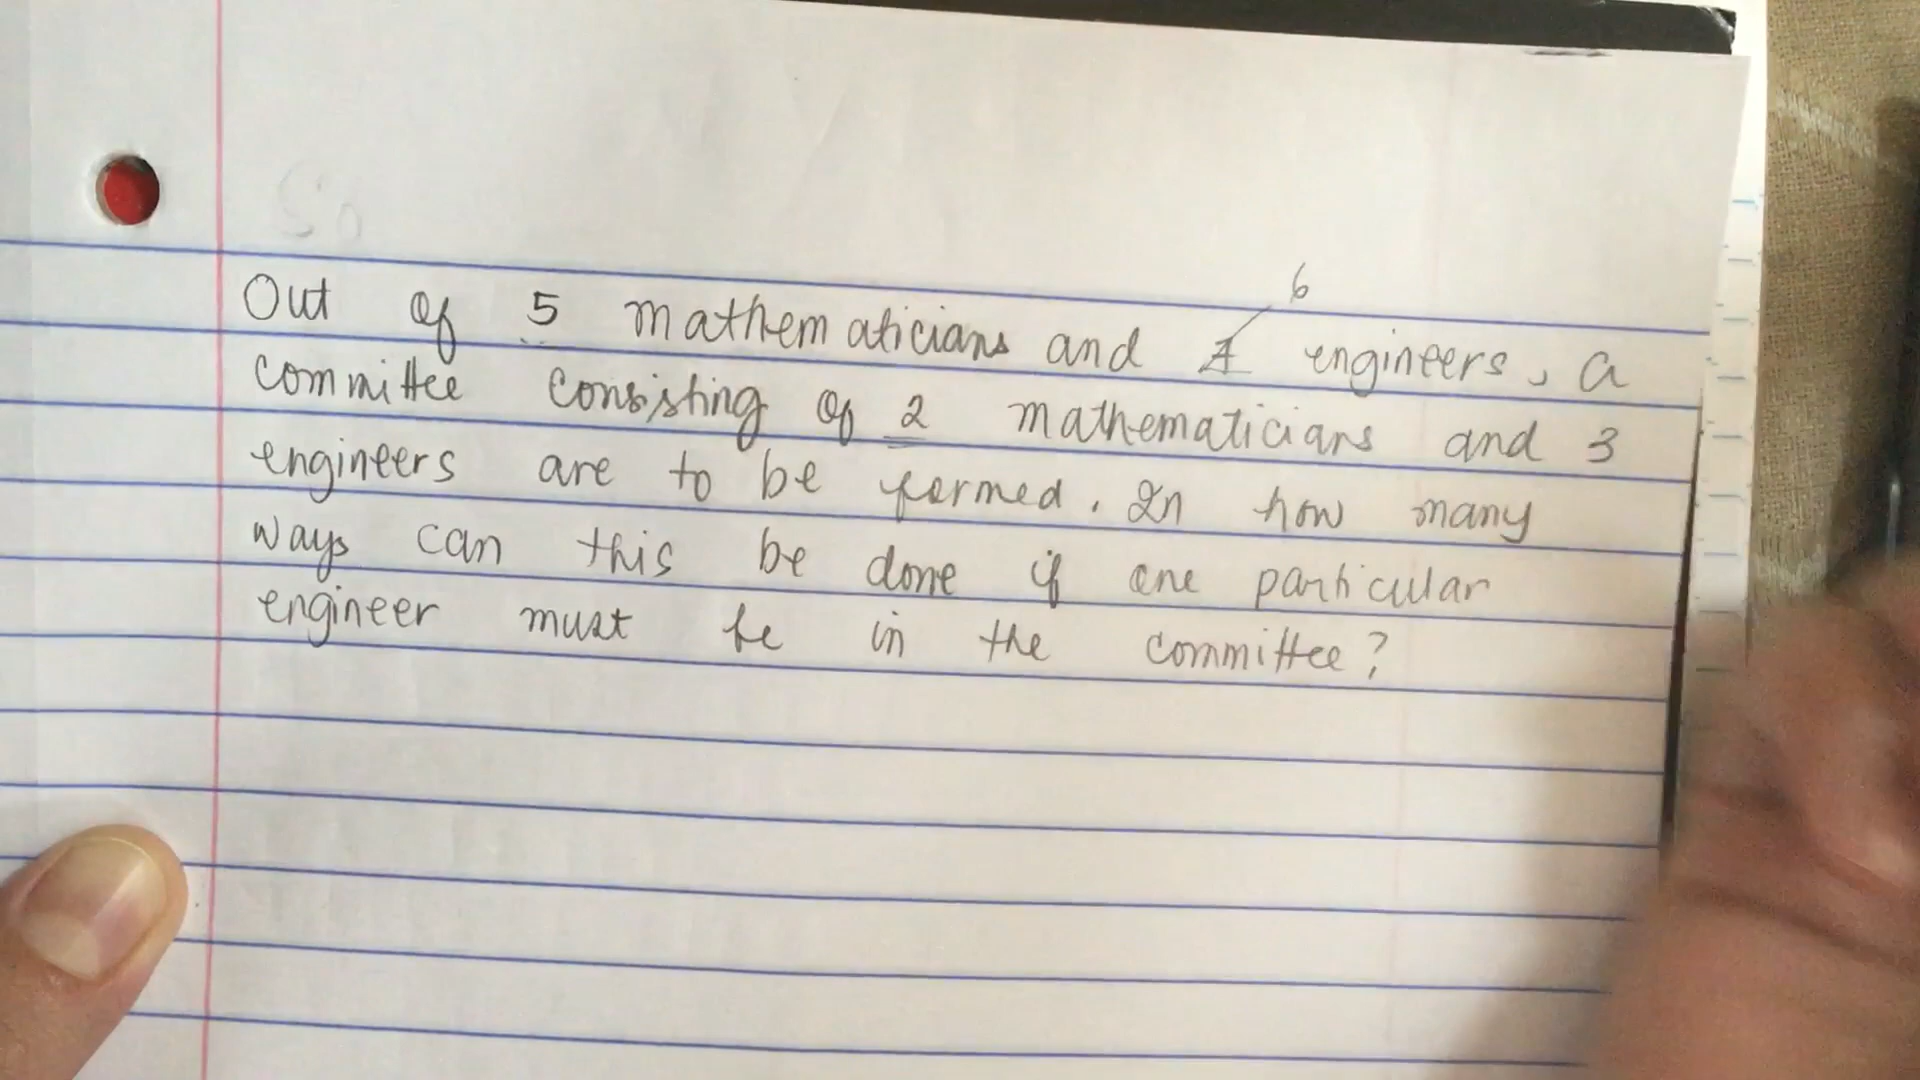 6
Out of 5 mathematicians and engineers, a
committee consisting of 2 mathematicians and 3
engineers are to be formed. In how many
ways can this be done if one particular
engineer must be in the committee?